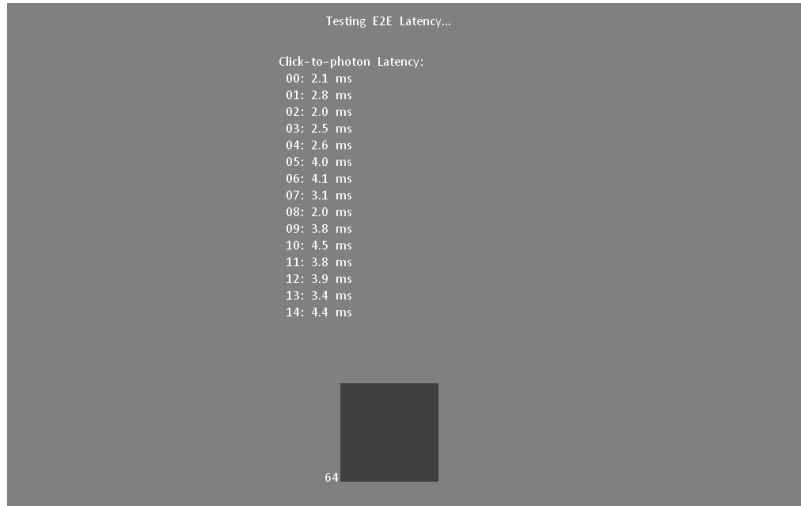 Testing E2E Latency...
Click-to-photon Latency:
00: 2.1 ms
01: 2.8 ms
02: 2.0 ms
03: 2.5 ms
04: 2.6 ms
05: 4.0 ms
06: 4.1 ms
07: 3.1 ms
08: 2.0 ms
09: 3.8 ms
10: 4.5 ms
11: 3.8 ms
12: 3.9 ms
13: 3.4 ms
14: 4.4 ms
64